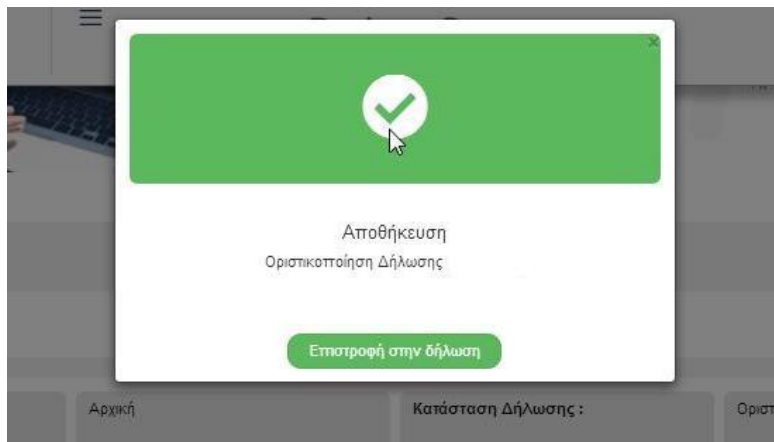 Αποθήκευση
Οριστικοποίηση Δήλωσης
Επιστροφή στην δήλωση
Αρχική
Κατάσταση Δήλωσης :